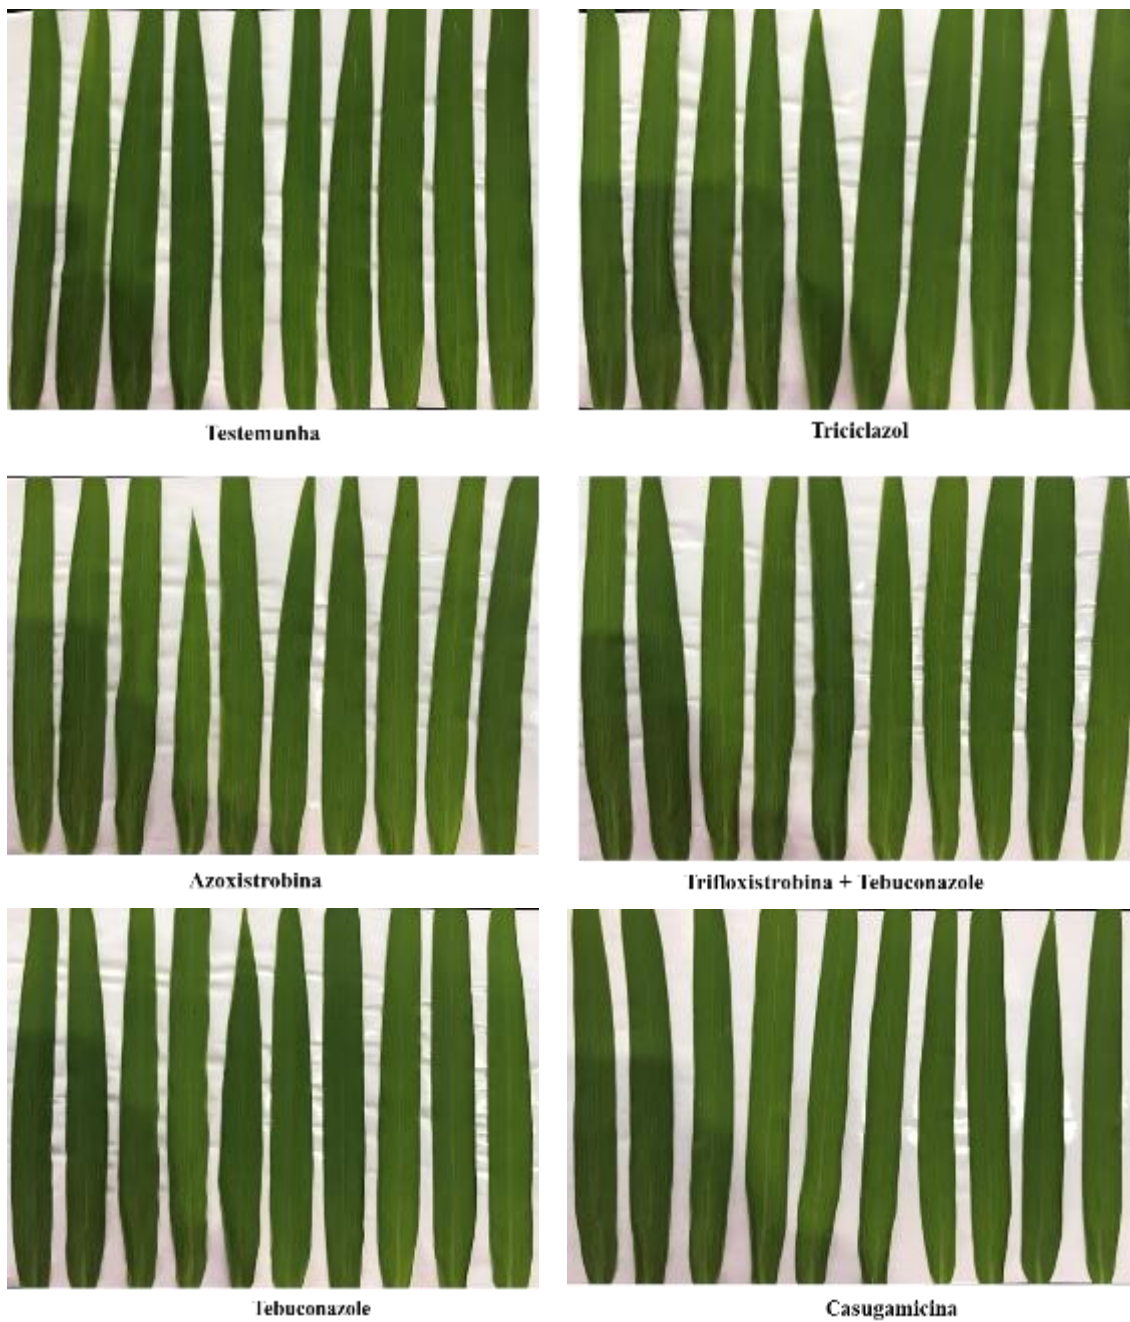 Testemunha
Triciclazol
Azoxistrobina
Trifloxistrobina + Tebuconazole
Tebuconazole
Casugamicina